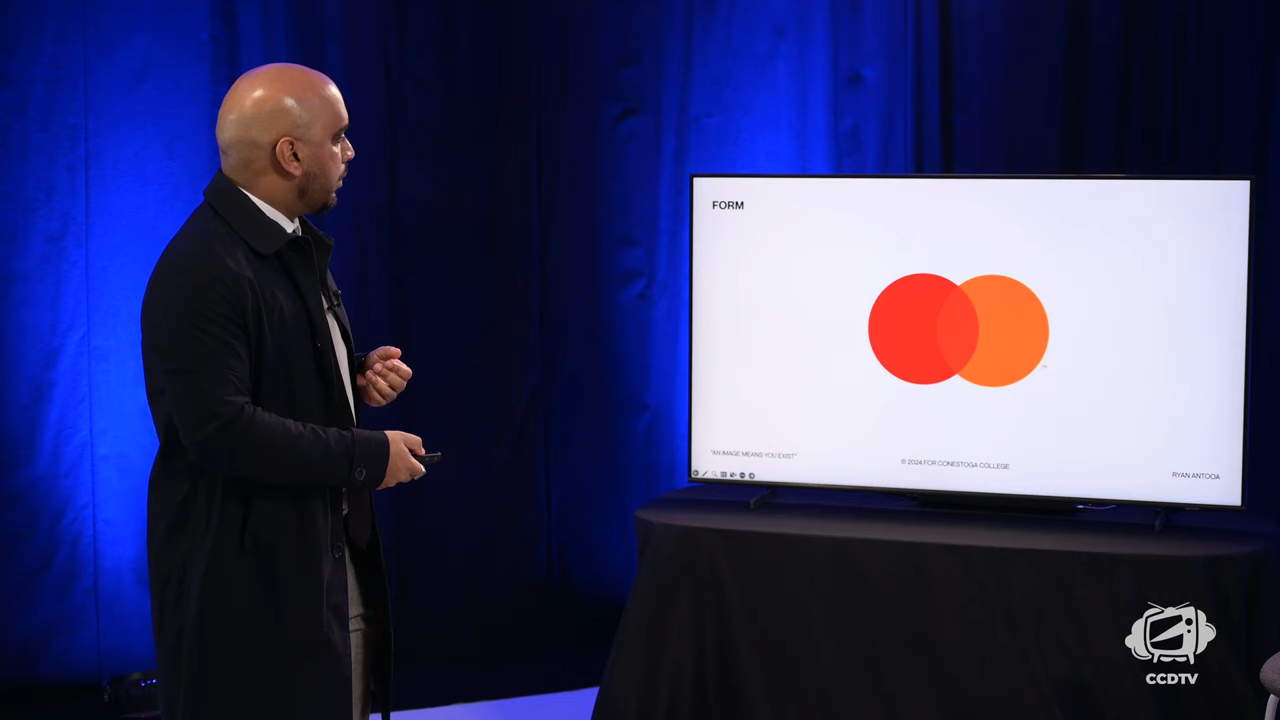 FORM
"AN IMAGE MEANS YOU EXIST"
© 2024 FOR CONESTOGA COLLEGE
RYAN ANTOOA
CCDTV